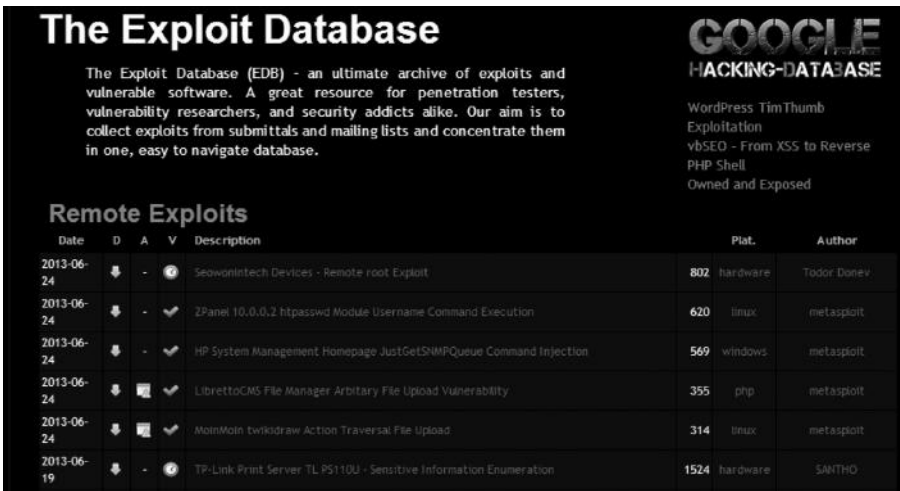 The Exploit Database
The Exploit Database (EDB) - an ultimate archive of exploits and
vulnerable software. A great resource for penetration testers,
vulnerability researchers, and security addicts alike. Our aim is to
collect exploits from submittals and mailing lists and concentrate them
in one, easy to navigate database.
GOOGLE
HACKING-DATABASE
WordPress TimThumb
Exploitation
vbSEO - From XSS to Reverse
PHP Shell
Owned and Exposed
Remote Exploits
Date D A V Description Plat. Author
2013-06-24 - Seowonintech Devices - Remote root Exploit 802 hardware Todor Donev
2013-06-24 - ZPanel 10.0.0.2 htpasswd Module Username Command Execution 620 linux metasploit
2013-06-24 - HP System Management Homepage JustGetSNMPQueue Command Injection 569 windows metasploit
2013-06-24 LibrettoCMS File Manager Arbitary File Upload Vulnerability 355 php metasploit
2013-06-24 MoinMoin twikidraw Action Traversal File Upload 314 linux metasploit
2013-06-19 - TP-Link Print Server TL PS110U - Sensitive Information Enumeration 1524 hardware SANTHO